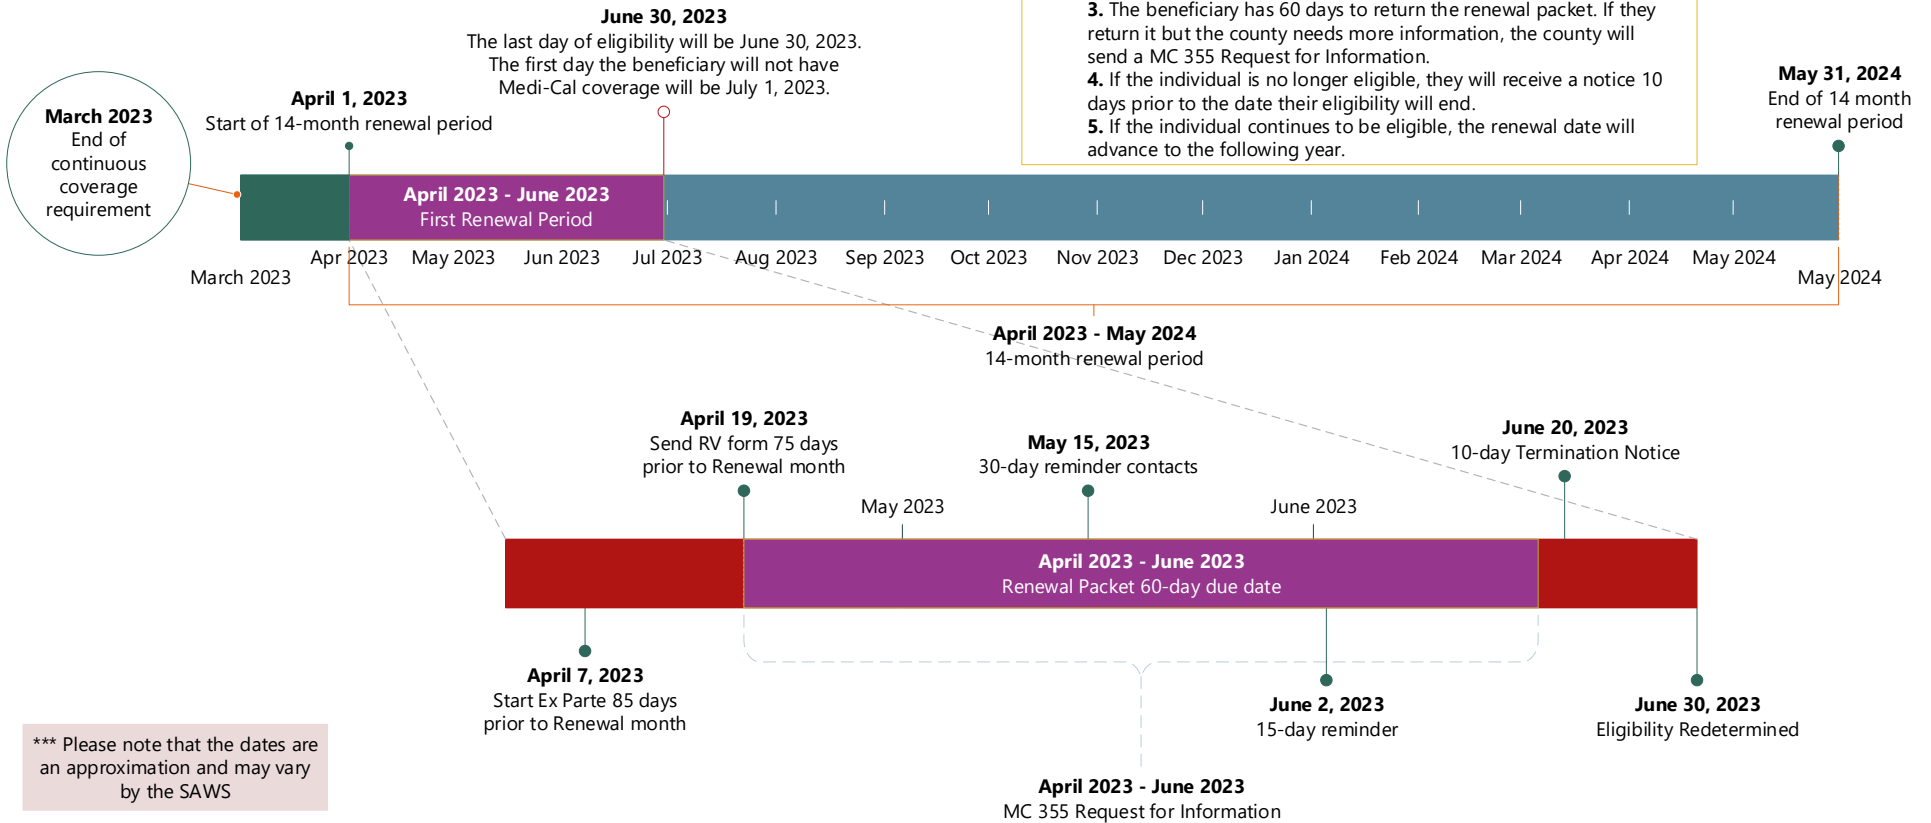 3. The beneficiary has 60 days to return the renewal packet. If they
return it but the county needs more information, the county will
send a MC 355 Request for Information.
4. If the individual is no longer eligible, they will receive a notice 10
days prior to the date their eligibility will end.
5. If the individual continues to be eligible, the renewal date will
advance to the following year.
June 30, 2023
The last day of eligibility will be June 30, 2023.
The first day the beneficiary will not have
Medi-Cal coverage will be July 1, 2023.
May 31, 2024
End of 14 month
renewal period
April 1, 2023
Start of 14-month renewal period
March 2023
End of
continuous
coverage
requirement
April 2023 - June 2023
First Renewal Period
March 2023
Apr 2023
May 2023
Jun 2023
Jul 2023
Aug 2023
Sep 2023
Oct 2023
Nov 2023
Dec 2023
Jan 2024
Feb 2024
Mar 2024
Apr 2024
May 2024
May 2024
April 2023 - May 2024
14-month renewal period
April 19, 2023
Send RV form 75 days
prior to Renewal month
May 15, 2023
30-day reminder contacts
June 20, 2023
10-day Termination Notice
May 2023
June 2023
April 2023 - June 2023
Renewal Packet 60-day due date
April 7, 2023
Start Ex Parte 85 days
prior to Renewal month
June 2, 2023
15-day reminder
June 30, 2023
Eligibility Redetermined
*** Please note that the dates are
an approximation and may vary
by the SAWS
April 2023 - June 2023
MC 355 Request for Information